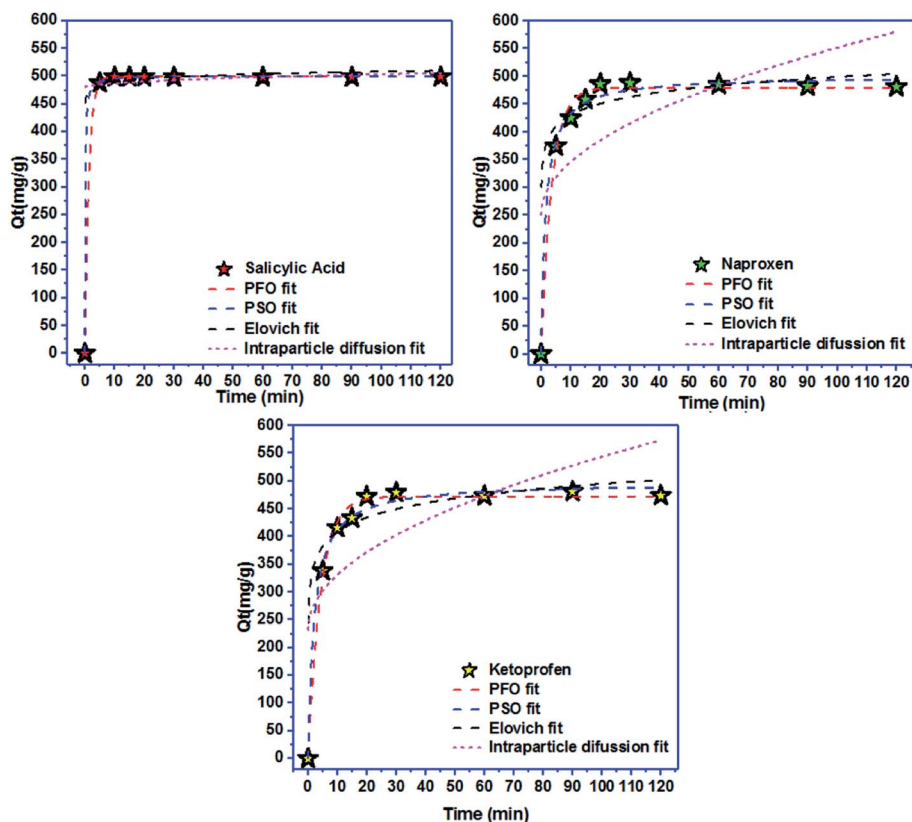 600
550
500
450
400
350
300
250
200
150
100
50
0
Qt(mg/g)
Salicylic Acid
PFO fit
PSO fit
Elovich fit
Intraparticle diffusion fit
0 10 20 30 40 50 60 70 80 90 100 110 120
Time (min)
600
550
500
450
400
350
300
250
200
150
100
50
0
Qt(mg/g)
Naproxen
PFO fit
PSO fit
Elovich fit
Intraparticle difussion fit
0 10 20 30 40 50 60 70 80 90 100 110 120
Time (min)
600
550
500
450
400
350
300
250
200
150
100
50
0
Qt(mg/g)
Ketoprofen
PFO fit
PSO fit
Elovich fit
Intraparticle difussion fit
0 10 20 30 40 50 60 70 80 90 100 110 120
Time (min)